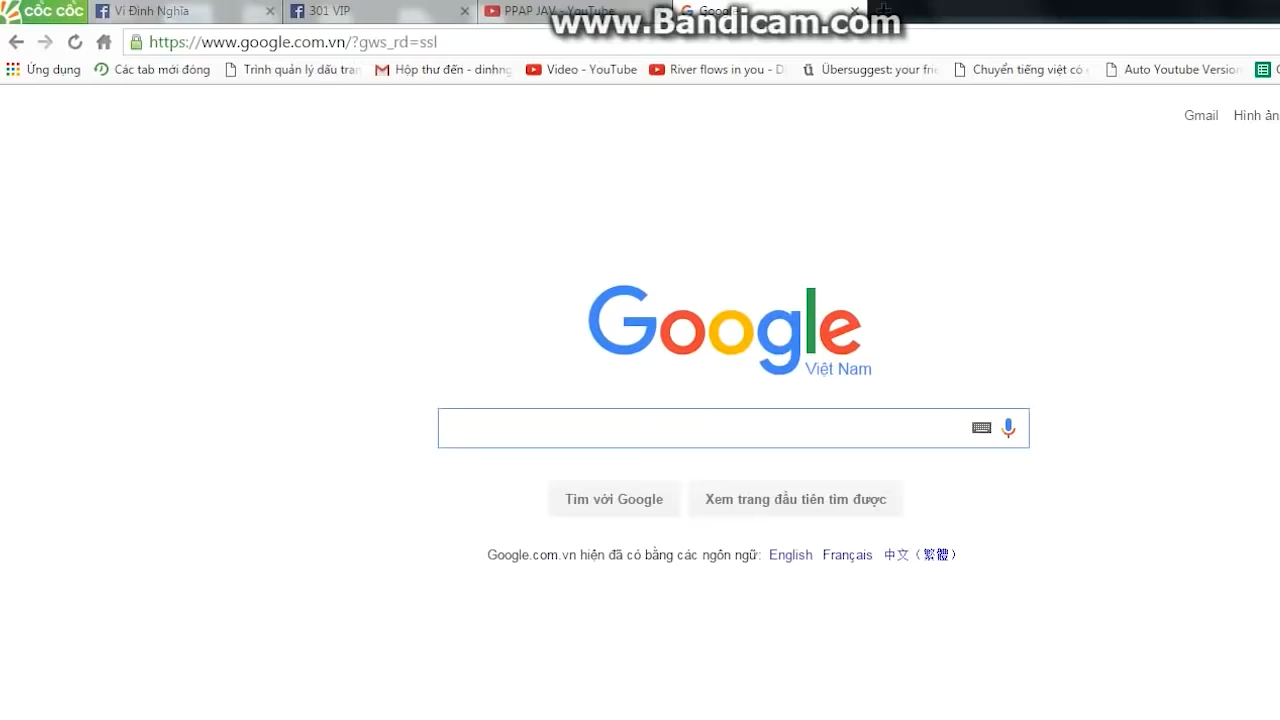 www.Bandicam.com
cốc cốc Vi Đình Nghĩa 301 VIP PPAP JAV - YouTube Google
https://www.google.com.vn/?gws_rd=ssl
Ứng dụng Các tab mới đóng Trình quản lý dấu tran Hộp thư đến - dinhng Video - YouTube River flows in you - D Übersuggest: your frie Chuyển tiếng việt có Auto Youtube Version
Gmail Hình ản
Google
Việt Nam
Tìm với Google Xem trang đầu tiên tìm được
Google.com.vn hiện đã có bằng các ngôn ngữ: English Français 中文（繁體）